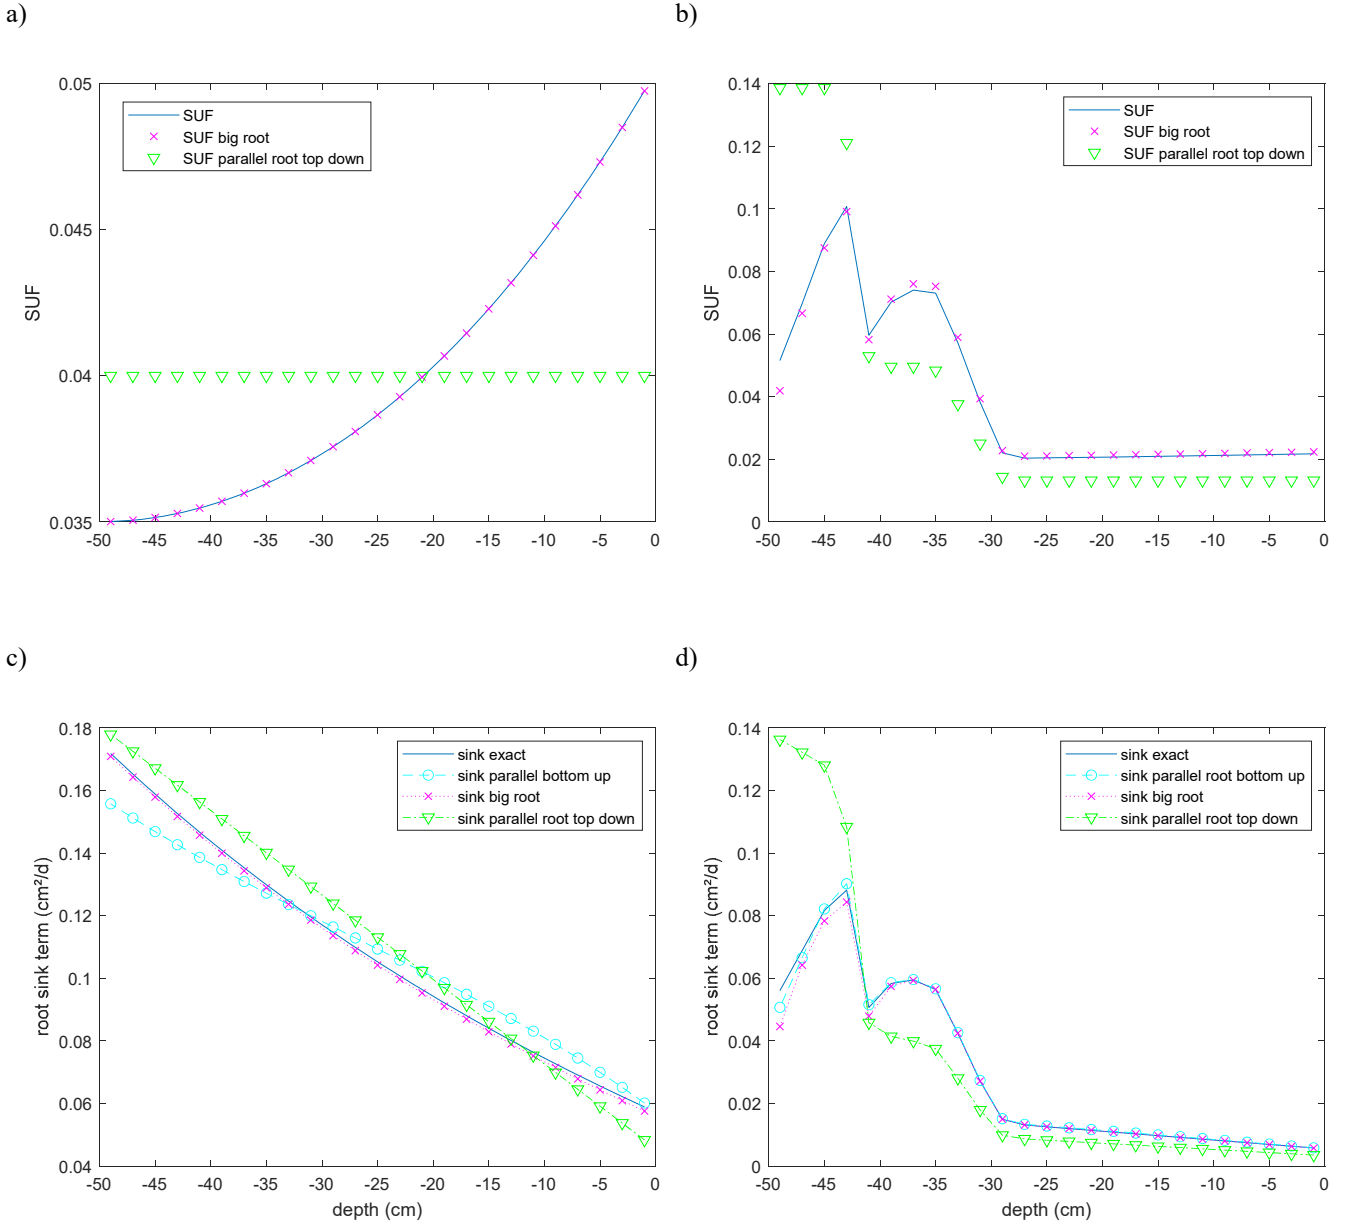 a)
0.05
0.045
0.04
0.035
SUF
SUF
SUF big root
SUF parallel root top down
-50 -45 -40 -35 -30 -25 -20 -15 -10 -5 0
b)
0.14
0.12
0.1
0.08
0.06
0.04
0.02
0
SUF
SUF
SUF big root
SUF parallel root top down
-50 -45 -40 -35 -30 -25 -20 -15 -10 -5 0
c)
0.18
0.16
0.14
0.12
0.1
0.08
0.06
0.04
root sink term (cm²/d)
sink exact
sink parallel bottom up
sink big root
sink parallel root top down
-50 -45 -40 -35 -30 -25 -20 -15 -10 -5 0
depth (cm)
d)
0.14
0.12
0.1
0.08
0.06
0.04
0.02
0
root sink term (cm²/d)
sink exact
sink parallel root bottom up
sink big root
sink parallel root top down
-50 -45 -40 -35 -30 -25 -20 -15 -10 -5 0
depth (cm)